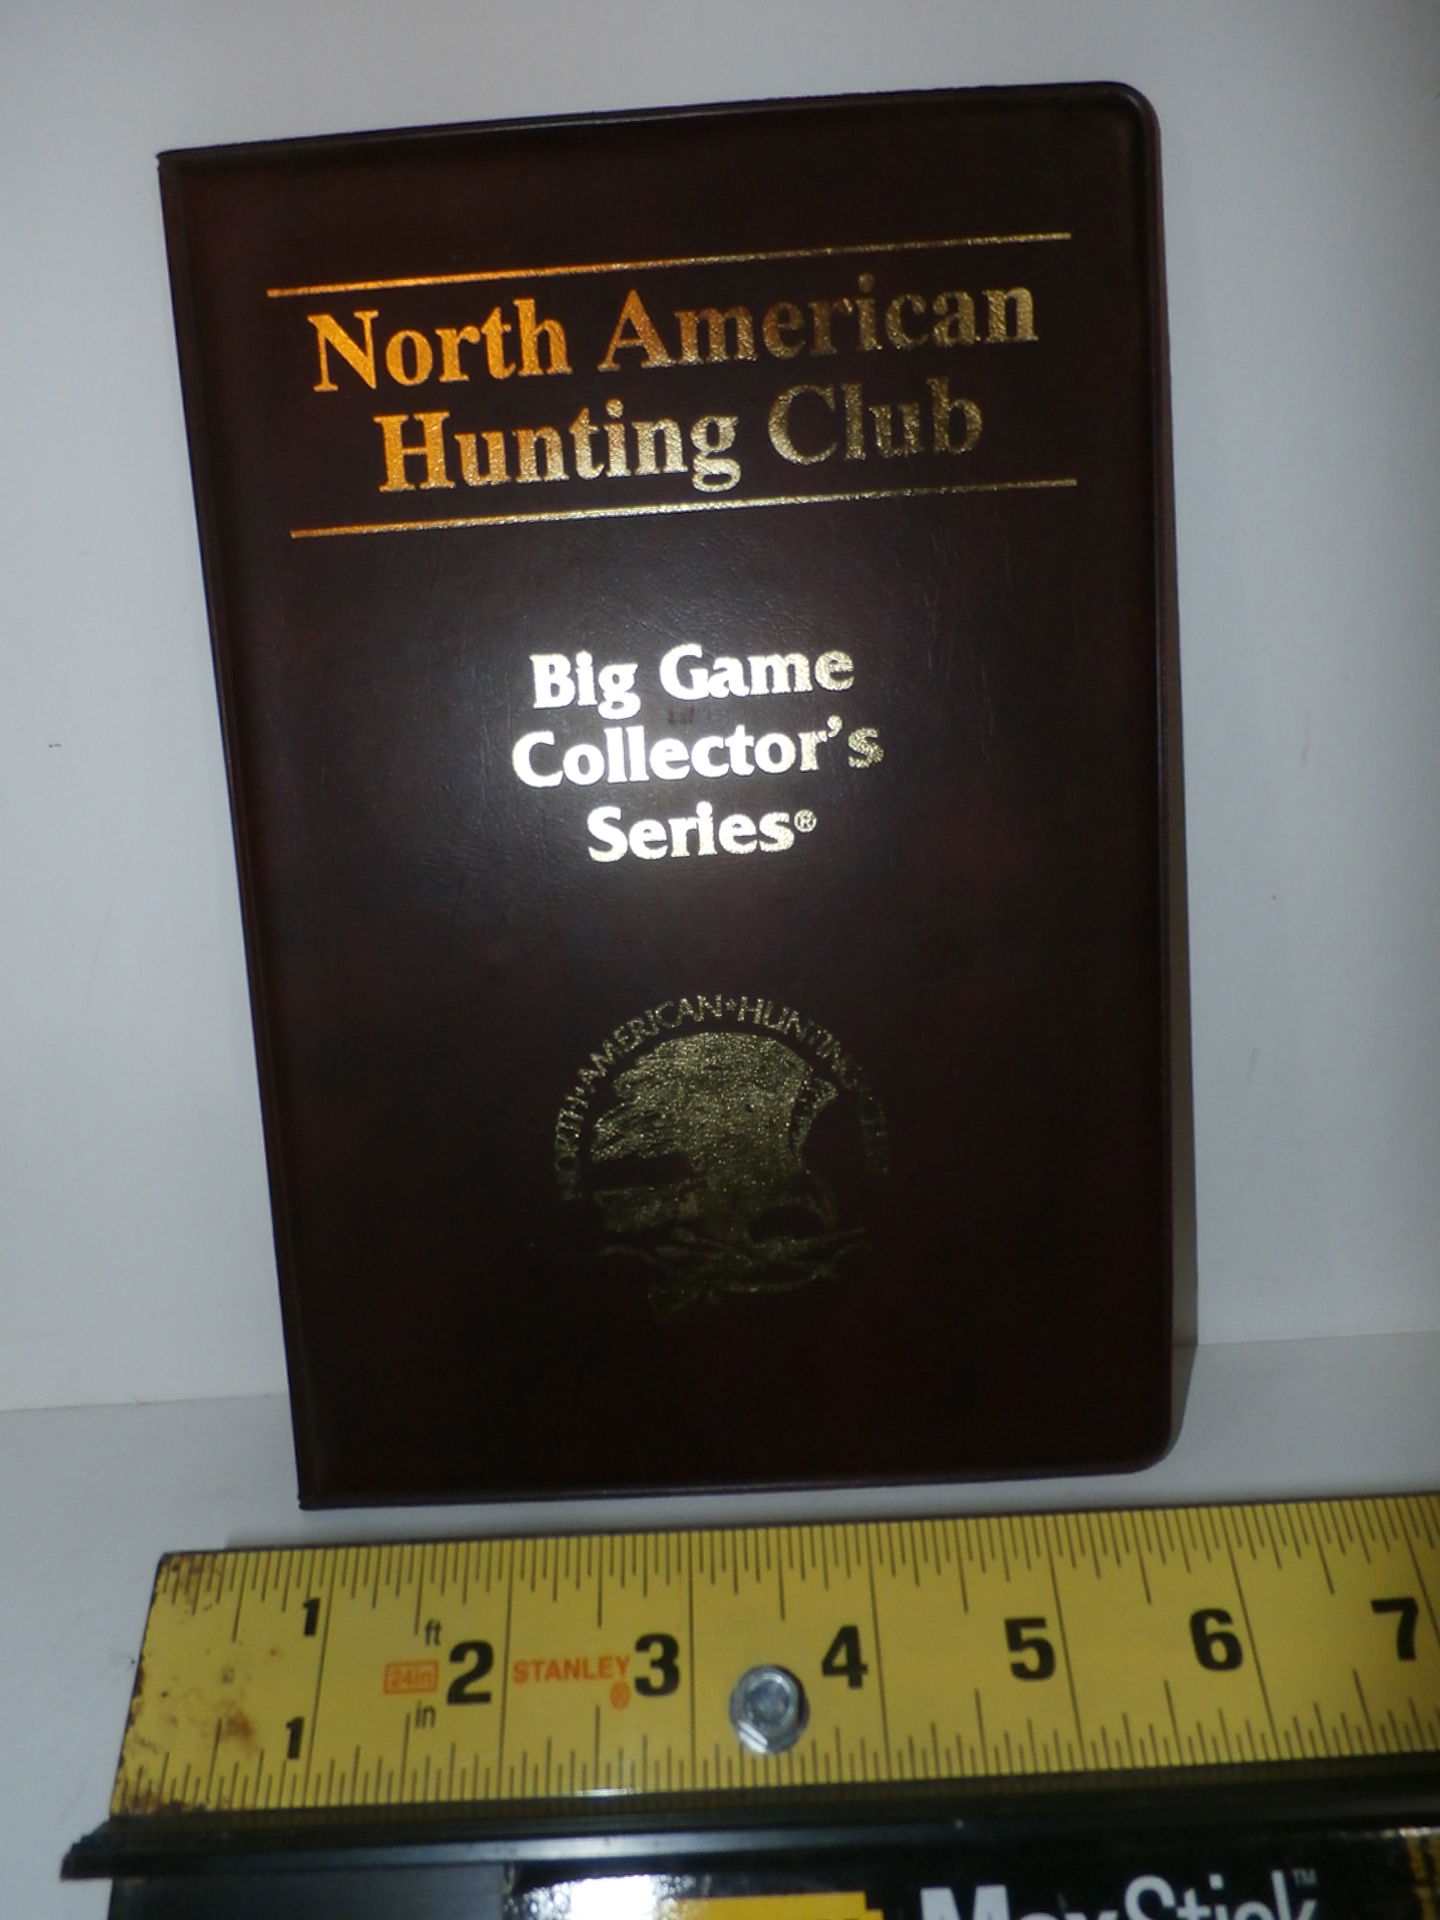 North American
Hunting Club
Big Game
Collector's
Series®
NORTH★AMERICAN★HUNTING CLUB
1 ft 2 STANLEY® 3 4 5 6 7
24in
in
1
MaxStick™